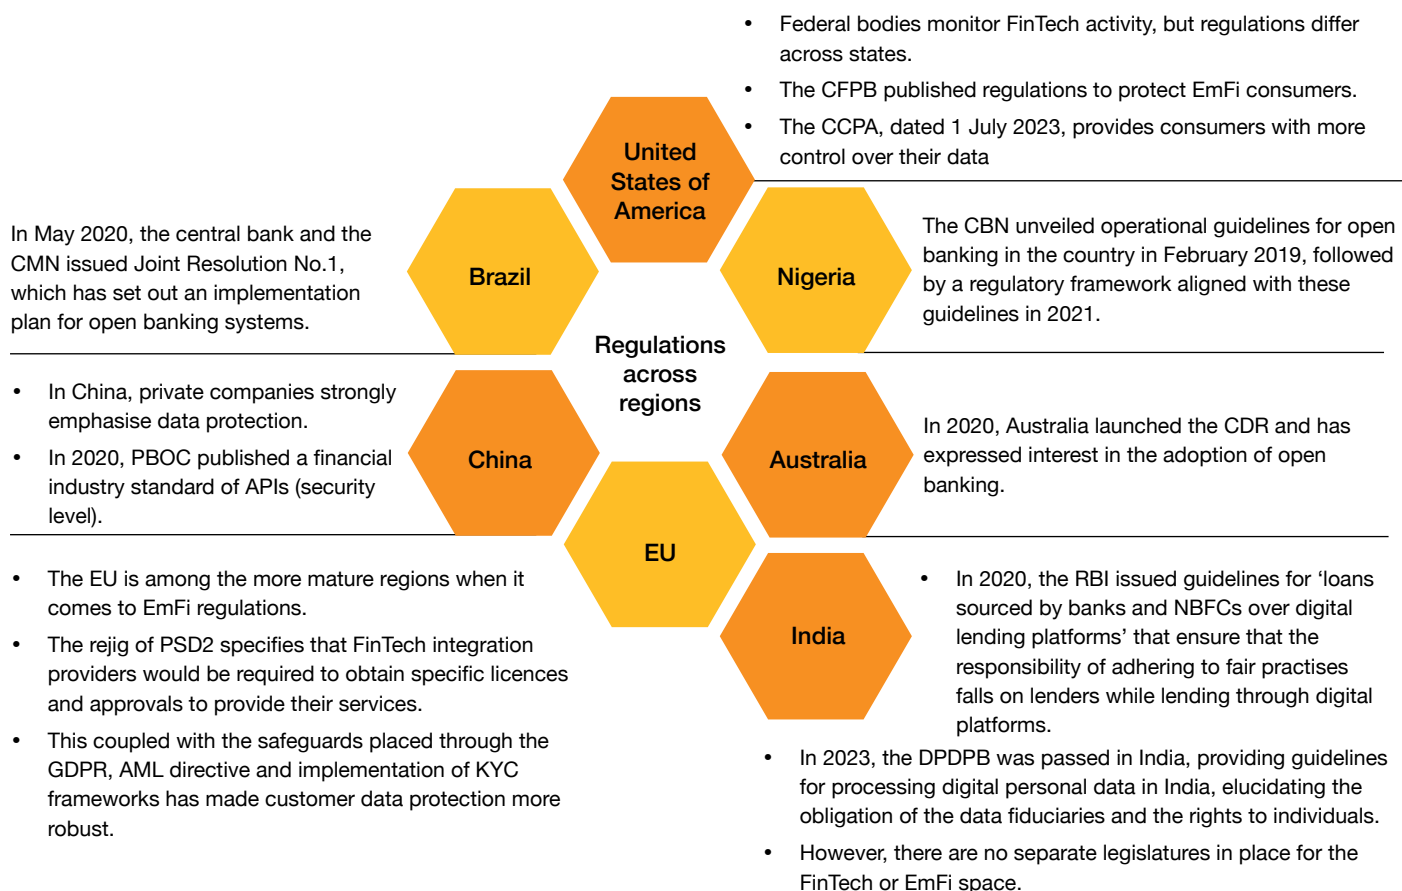 • Federal bodies monitor FinTech activity, but regulations differ
across states.
• The CFPB published regulations to protect EmFi consumers.
• The CCPA, dated 1 July 2023, provides consumers with more
control over their data
United
States of
America
In May 2020, the central bank and the
CMN issued Joint Resolution No.1,
which has set out an implementation
plan for open banking systems.
Brazil
Nigeria
The CBN unveiled operational guidelines for open
banking in the country in February 2019, followed
by a regulatory framework aligned with these
guidelines in 2021.
Regulations
across
regions
• In China, private companies strongly
emphasise data protection.
• In 2020, PBOC published a financial
industry standard of APIs (security
level).
China
Australia
In 2020, Australia launched the CDR and has
expressed interest in the adoption of open
banking.
EU
• The EU is among the more mature regions when it
comes to EmFi regulations.
• The rejig of PSD2 specifies that FinTech integration
providers would be required to obtain specific licences
and approvals to provide their services.
• This coupled with the safeguards placed through the
GDPR, AML directive and implementation of KYC
frameworks has made customer data protection more
robust.
India
• In 2020, the RBI issued guidelines for ‘loans
sourced by banks and NBFCs over digital
lending platforms’ that ensure that the
responsibility of adhering to fair practises
falls on lenders while lending through digital
platforms.
• In 2023, the DPDPB was passed in India, providing guidelines
for processing digital personal data in India, elucidating the
obligation of the data fiduciaries and the rights to individuals.
• However, there are no separate legislatures in place for the
FinTech or EmFi space.